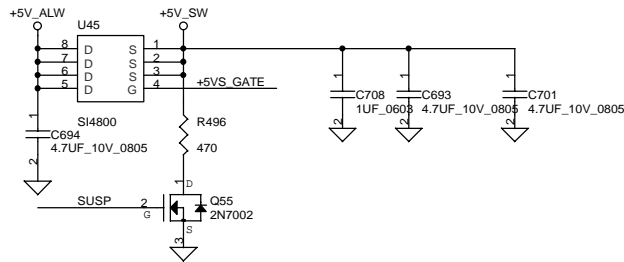 +5V_ALW
+5V_SW
U45
8 D S 1
7 D S 2
6 D S 3
5 D G 4
+5VS_GATE
SI4800
1
C694
4.7UF_10V_0805
2
R496
470
1
C708
1UF_0603
2
1
C693
4.7UF_10V_0805
2
1
C701
4.7UF_10V_0805
2
SUSP
2
G
1 D
Q55
2N7002
S
3